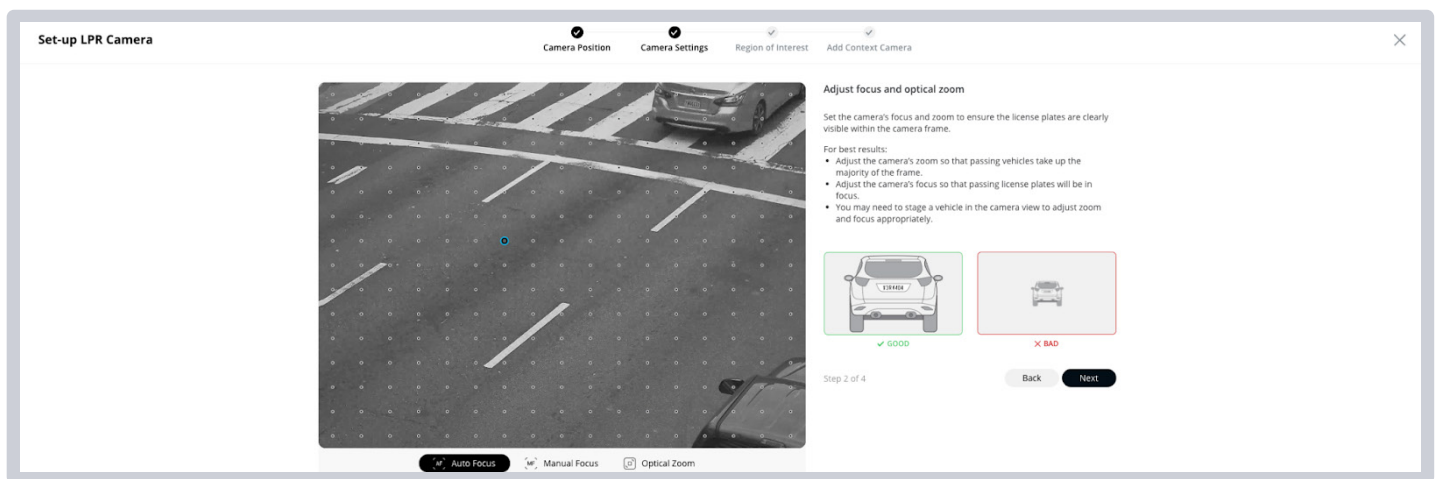 Set-up LPR Camera
Camera Position
Camera Settings
Region of Interest
Add Context Camera
Adjust focus and optical zoom
Set the camera's focus and zoom to ensure the license plates are clearly
visible within the camera frame.
For best results:
• Adjust the camera's zoom so that passing vehicles take up the
majority of the frame.
• Adjust the camera's focus so that passing license plates will be in
focus.
• You may need to stage a vehicle in the camera view to adjust zoom
and focus appropriately.
GOOD
BAD
Step 2 of 4
Back
Next
AF Auto Focus
MF Manual Focus
Optical Zoom